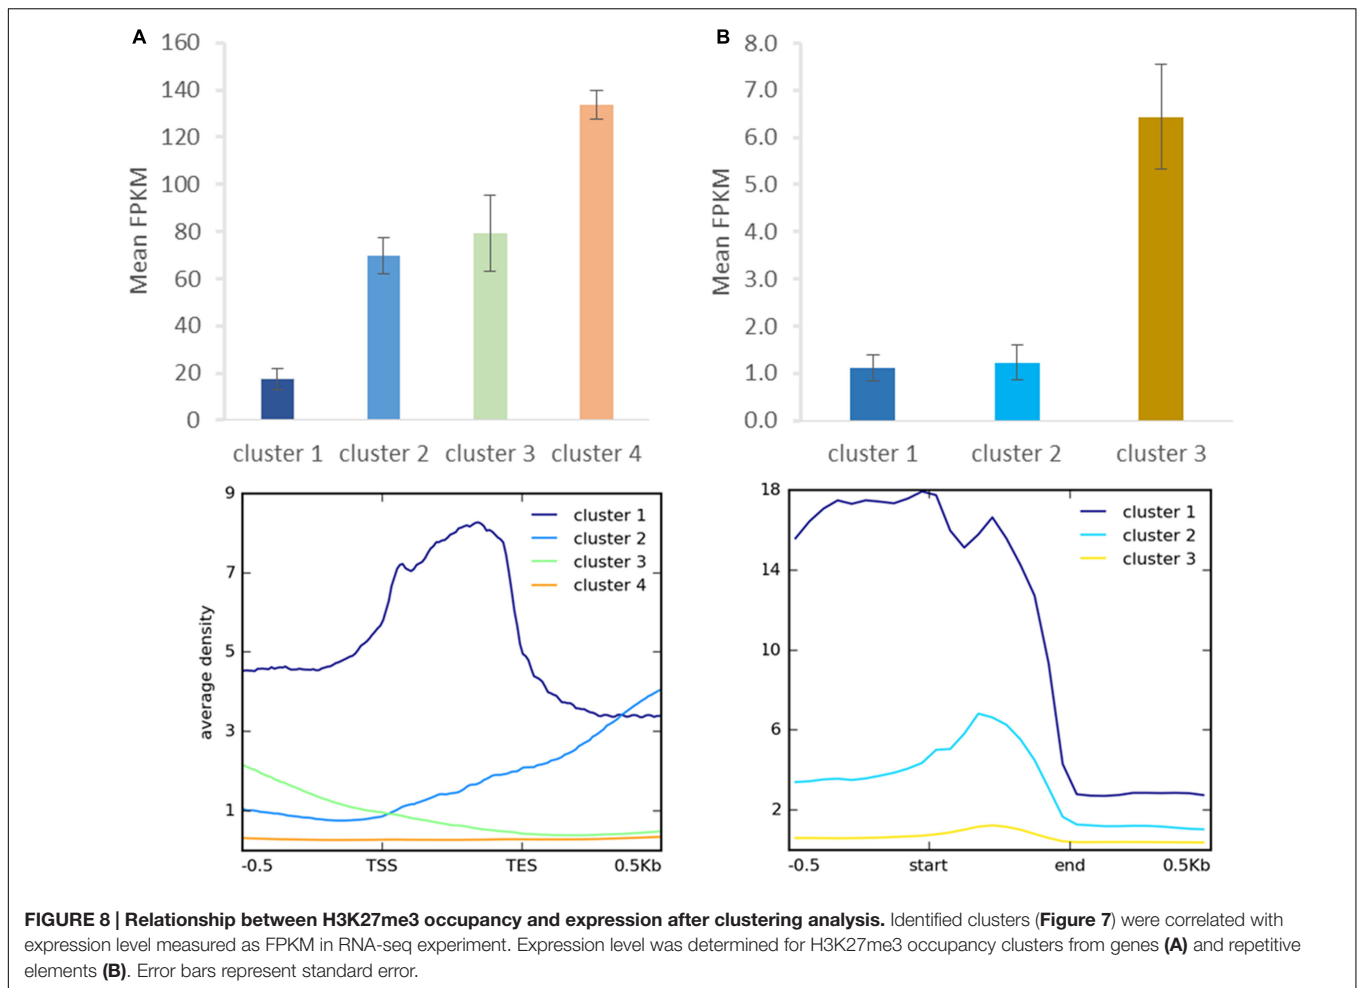 A
160
140
120
100
80
60
40
20
0
Mean FPKM
cluster 1 cluster 2 cluster 3 cluster 4
B
8.0
7.0
6.0
5.0
4.0
3.0
2.0
1.0
0.0
Mean FPKM
cluster 1 cluster 2 cluster 3
9
7
5
3
1
average density
cluster 1
cluster 2
cluster 3
cluster 4
-0.5 TSS TES 0.5Kb
18
14
10
6
2
cluster 1
cluster 2
cluster 3
-0.5 start end 0.5Kb
FIGURE 8 | Relationship between H3K27me3 occupancy and expression after clustering analysis. Identified clusters (Figure 7) were correlated with
expression level measured as FPKM in RNA-seq experiment. Expression level was determined for H3K27me3 occupancy clusters from genes (A) and repetitive
elements (B). Error bars represent standard error.